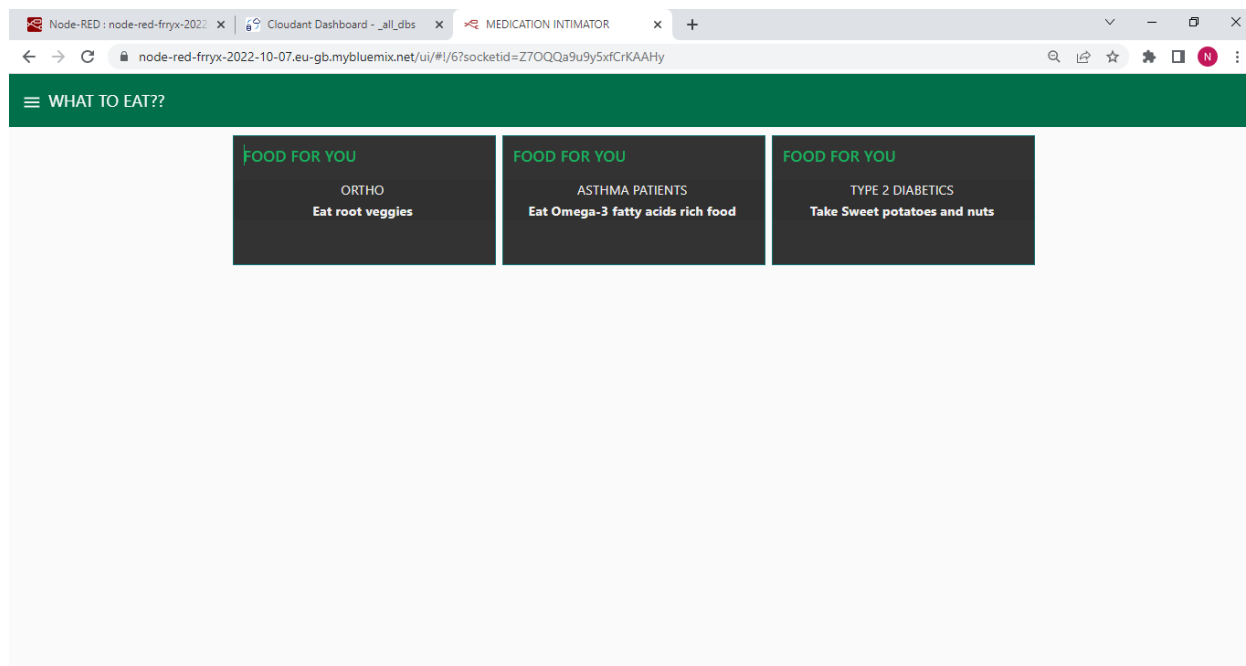 Node-RED : node-red-frryx-2022
Cloudant Dashboard - _all_dbs
MEDICATION INTIMATOR
node-red-frryx-2022-10-07.eu-gb.mybluemix.net/ui/#!/6?socketid=Z7OQQa9u9y5xfCrKAAHy
N
WHAT TO EAT??
FOOD FOR YOU
ORTHO
Eat root veggies
FOOD FOR YOU
ASTHMA PATIENTS
Eat Omega-3 fatty acids rich food
FOOD FOR YOU
TYPE 2 DIABETICS
Take Sweet potatoes and nuts